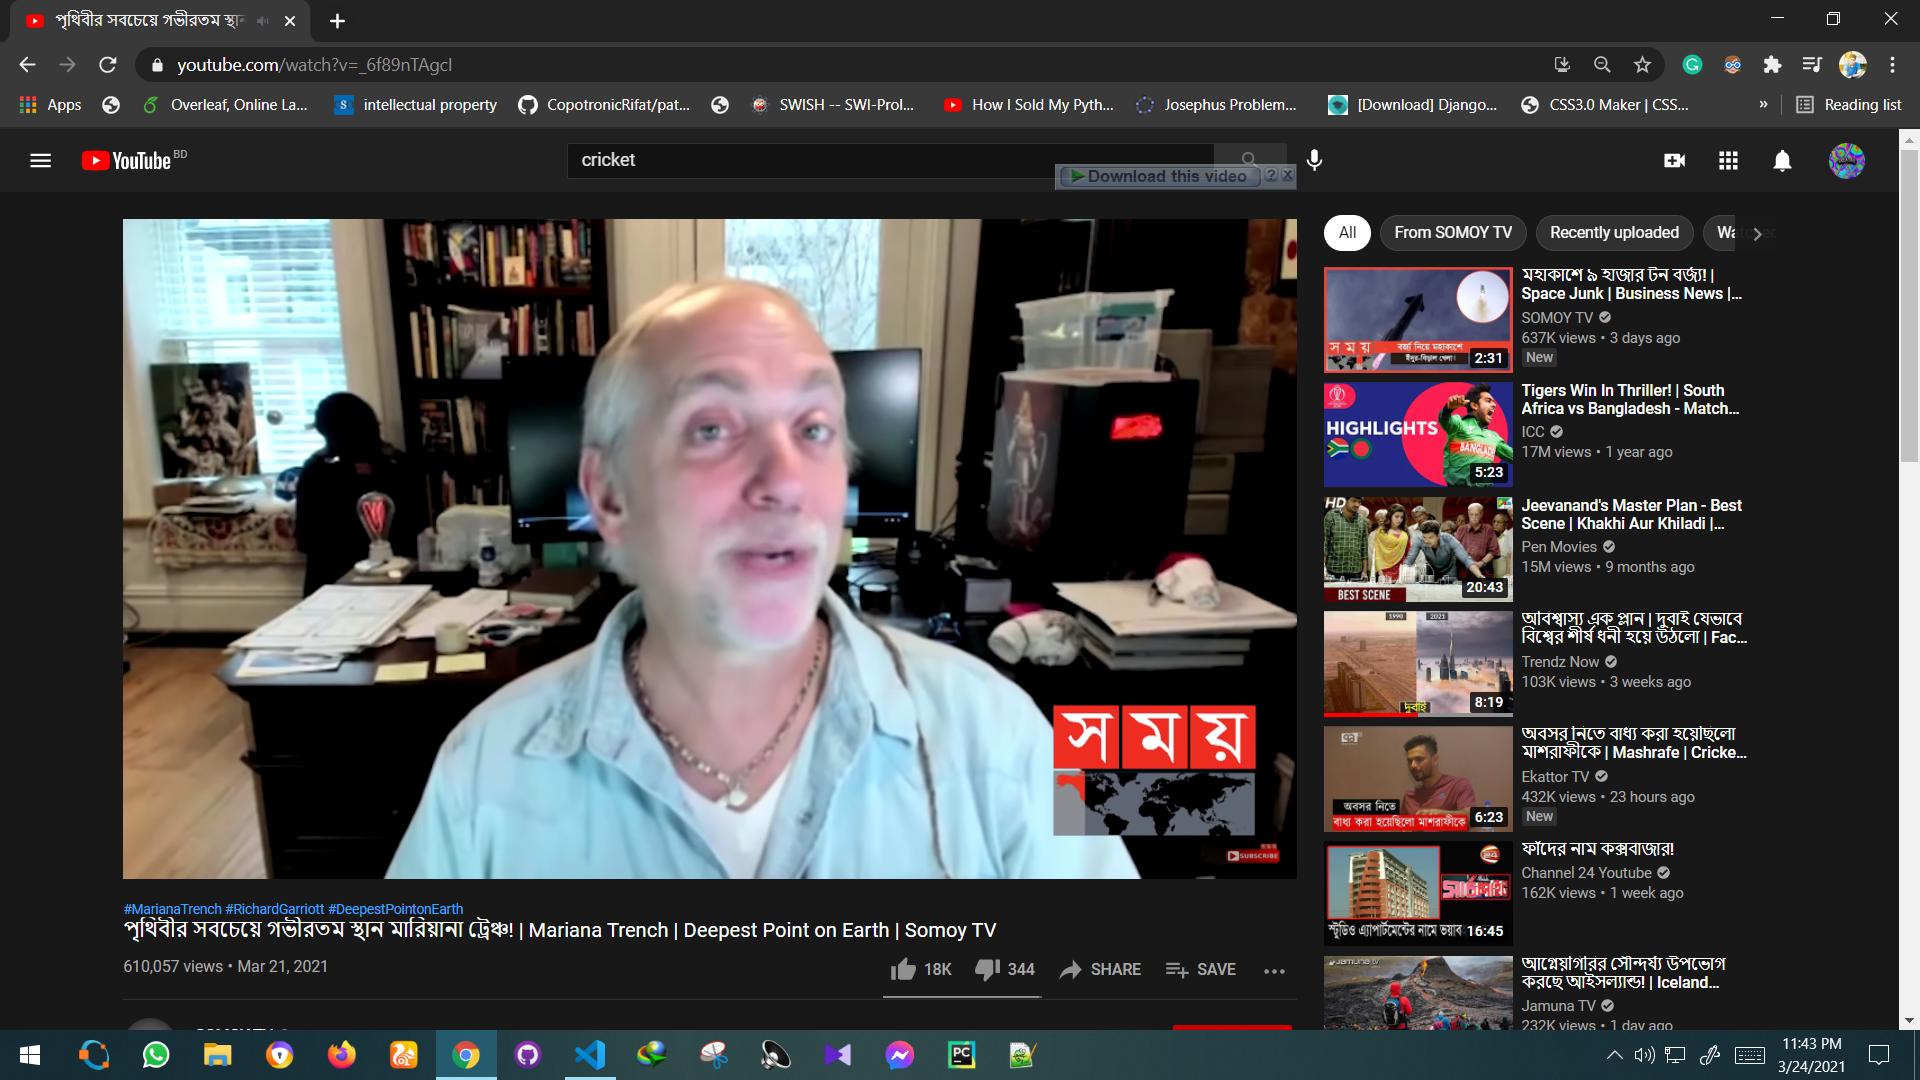 পৃথিবীর সবচেয়ে গভীরতম স্থান
youtube.com/watch?v=_6f89nTAgcI
Apps
Overleaf, Online La...
intellectual property
CopotronicRifat/pat...
SWISH -- SWI-Prol...
How I Sold My Pyth...
Josephus Problem...
[Download] Django...
CSS3.0 Maker | CSS...
»
Reading list
YouTube BD
cricket
Download this video ? X
All
From SOMOY TV
Recently uploaded
সময়
SUBSCRIBE
#MarianaTrench #RichardGarriott #DeepestPointonEarth
পৃথিবীর সবচেয়ে গভীরতম স্থান মারিয়ানা ট্রেঞ্চ! | Mariana Trench | Deepest Point on Earth | Somoy TV
610,057 views • Mar 21, 2021
18K
344
SHARE
SAVE
মহাকাশে ৯ হাজার টন বর্জ্য! |
Space Junk | Business News |...
SOMOY TV
637K views • 3 days ago
New
সময়
বর্জ্য নিয়ে মহাকাশে
ইঁদুর-বিড়াল খেলা!
2:31
Tigers Win In Thriller! | South
Africa vs Bangladesh - Match...
ICC
17M views • 1 year ago
HIGHLIGHTS
5:23
Jeevanand's Master Plan - Best
Scene | Khakhi Aur Khiladi |...
Pen Movies
15M views • 9 months ago
HD
BEST SCENE
20:43
অবিশ্বাস্য এক প্লান | দুবাই যেভাবে
বিশ্বের শীর্ষ ধনী হয়ে উঠলো | Fac...
Trendz Now
103K views • 3 weeks ago
1990
2021
দুবাই
8:19
অবসর নিতে বাধ্য করা হয়েছিলো
মাশরাফীকে | Mashrafe | Cricke...
Ekattor TV
432K views • 23 hours ago
New
অবসর নিতে
বাধ্য করা হয়েছিলো মাশরাফীকে
6:23
ফাঁদের নাম কক্সবাজার!
Channel 24 Youtube
162K views • 1 week ago
24
স্টুডিও এ্যাপার্টমেন্টের নামে ভয়াব
16:45
আগ্নেয়গিরির সৌন্দর্য্য উপভোগ
করছে আইসল্যান্ড! | Iceland...
Jamuna TV
232K views • 1 day ago
11:43 PM
3/24/2021